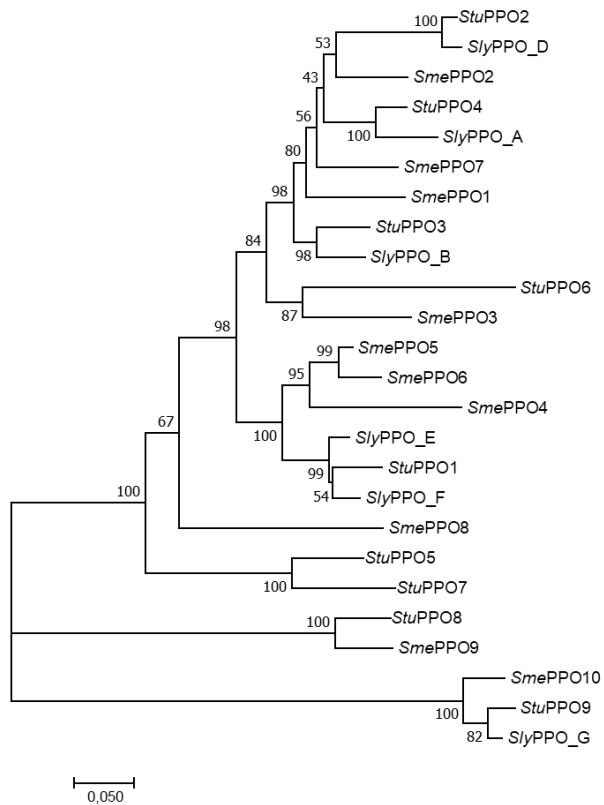 100
StuPPO2
53
SlyPPO_D
43
SmePPO2
StuPPO4
56
100
SlyPPO_A
80
SmePPO7
98
SmePPO1
StuPPO3
84
98
SlyPPO_B
StuPPO6
98
87
SmePPO3
99
SmePPO5
95
SmePPO6
67
SmePPO4
100
SlyPPO_E
99
StuPPO1
100
54
SlyPPO_F
SmePPO8
StuPPO5
100
StuPPO7
100
StuPPO8
SmePPO9
SmePPO10
100
StuPPO9
82
SlyPPO_G
0,050